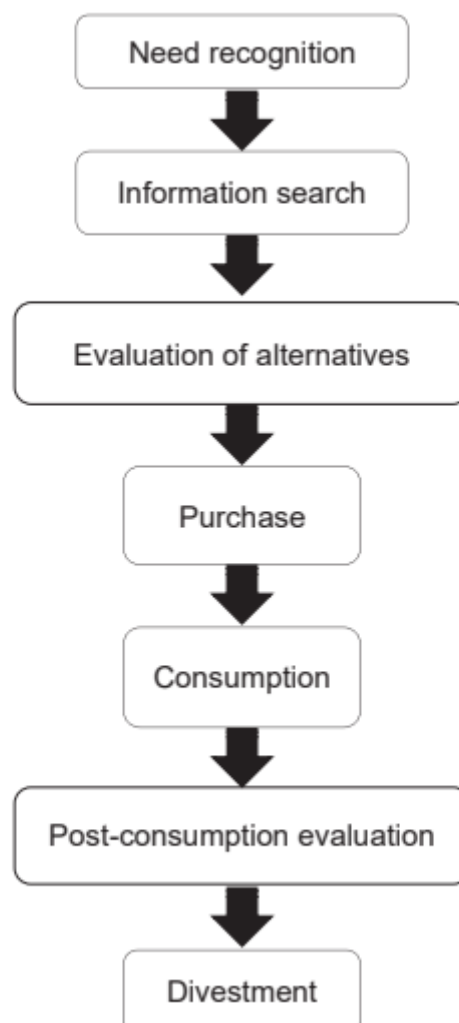 Need recognition
Information search
Evaluation of alternatives
Purchase
Consumption
Post-consumption evaluation
Divestment